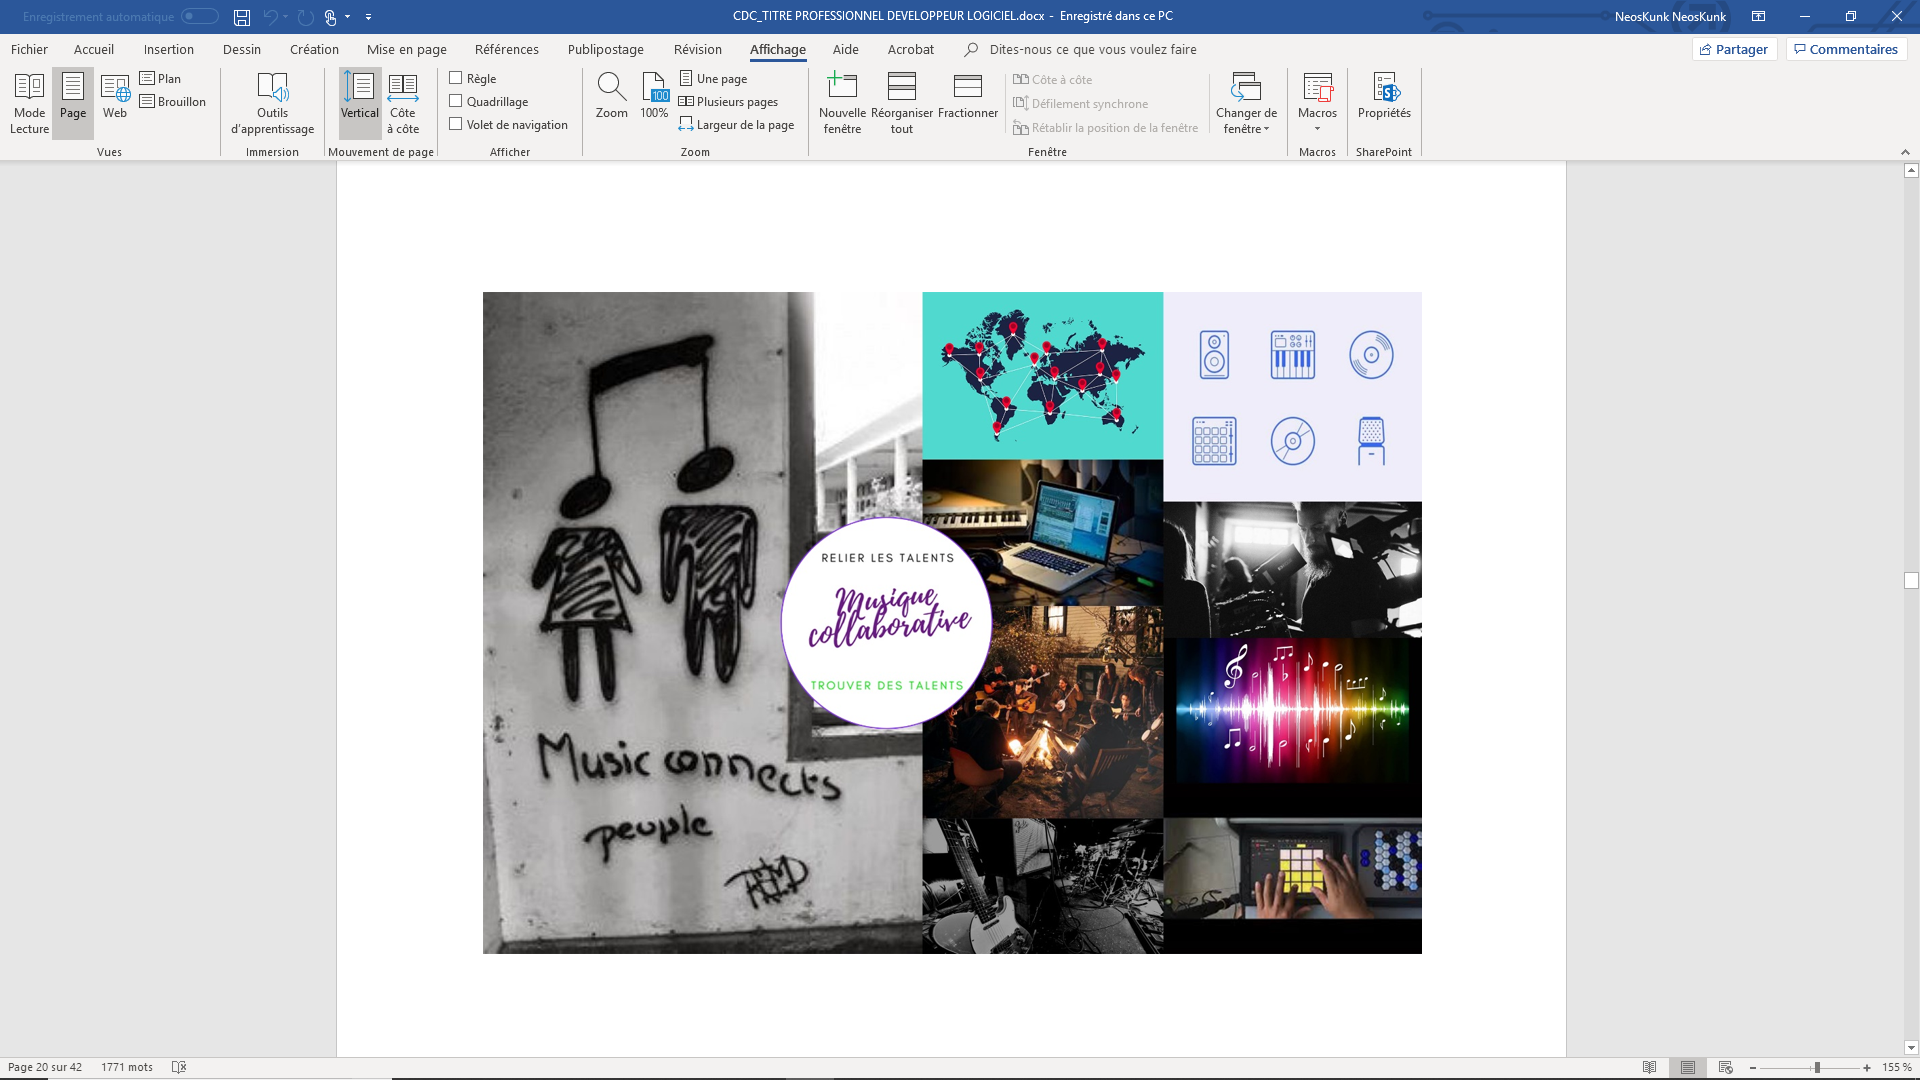 Enregistrement automatique
CDC_TITRE PROFESSIONNEL DEVELOPPEUR LOGICIEL.docx - Enregistré dans ce PC
NeosKunk NeosKunk
Fichier Accueil Insertion Dessin Création Mise en page Références Publipostage Révision Affichage Aide Acrobat Dites-nous ce que vous voulez faire
Partager Commentaires
Mode Lecture
Page
Web
Plan
Brouillon
Vues
Outils d'apprentissage
Immersion
Vertical
Côte à côte
Mouvement de page
Règle
Quadrillage
Volet de navigation
Afficher
Zoom
100
100%
Une page
Plusieurs pages
Largeur de la page
Zoom
Nouvelle fenêtre
Réorganiser tout
Fractionner
Côte à côte
Défilement synchrone
Rétablir la position de la fenêtre
Changer de fenêtre
Fenêtre
Macros
Macros
Propriétés
SharePoint
RELIER LES TALENTS
Musique
collaborative
TROUVER DES TALENTS
Music connects
people
Page 20 sur 42 1771 mots
155 %